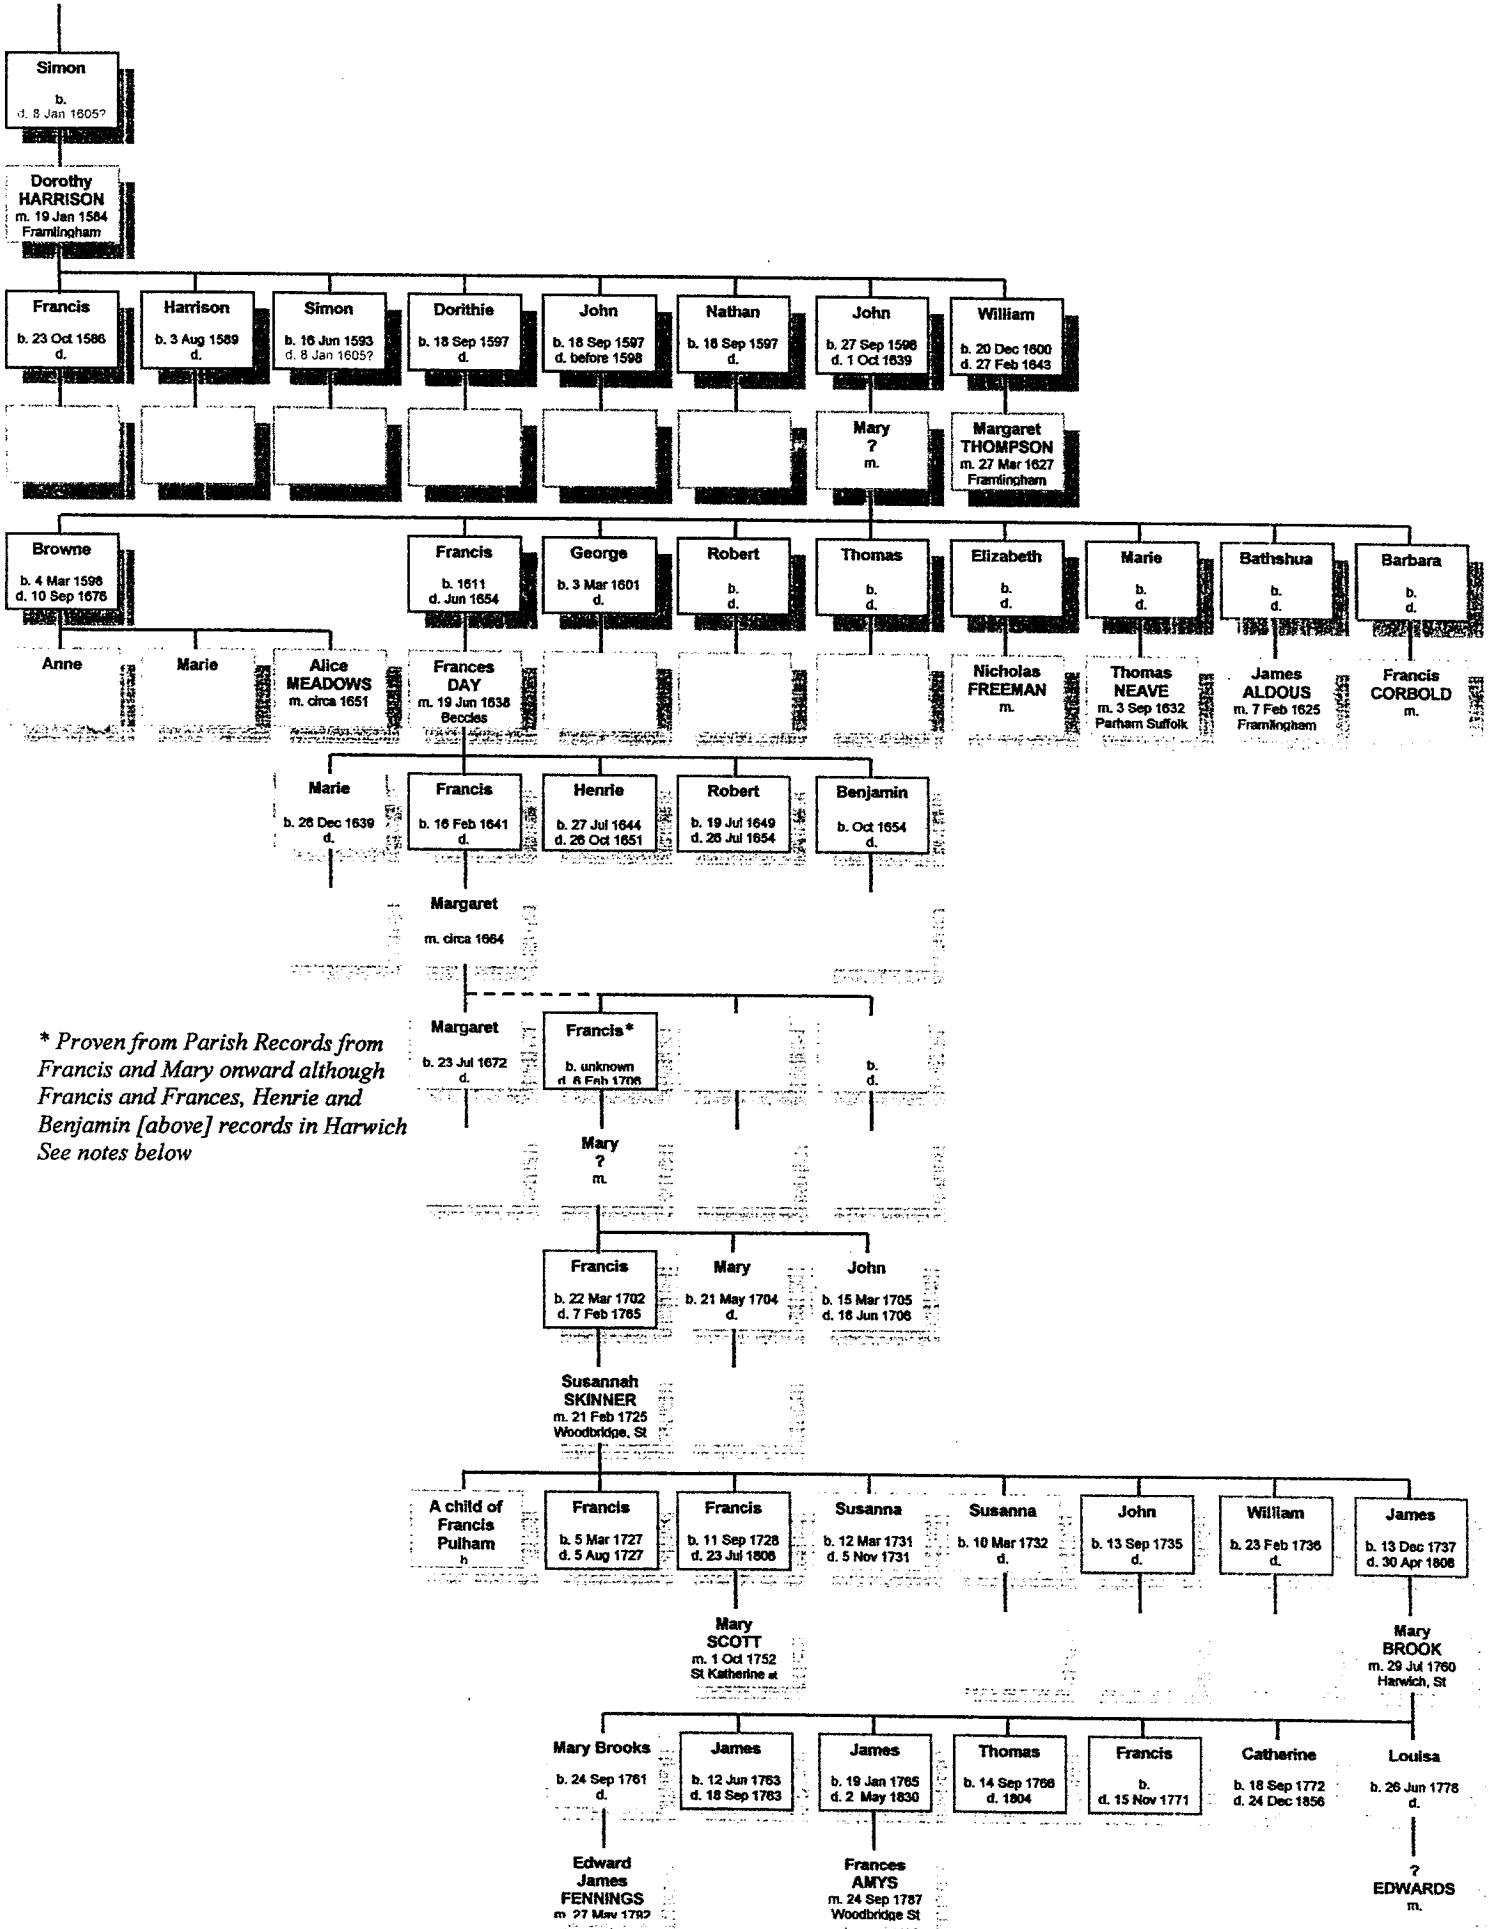 Simon
b.
d. 8 Jan 1605?
Dorothy
HARRISON
m. 19 Jan 1584
Framlingham
Francis
b. 23 Oct 1586
d.
Harrison
b. 3 Aug 1589
d.
Simon
b. 16 Jun 1593
d. 8 Jan 1605?
Dorithie
b. 18 Sep 1597
d.
John
b. 18 Sep 1597
d. before 1598
Nathan
b. 18 Sep 1597
d.
John
b. 27 Sep 1598
d. 1 Oct 1639
William
b. 20 Dec 1600
d. 27 Feb 1643
Mary
?
m.
Margaret
THOMPSON
m. 27 Mar 1627
Framlingham
Browne
b. 4 Mar 1598
d. 10 Sep 1676
Francis
b. 1611
d. Jun 1654
George
b. 3 Mar 1601
d.
Robert
b.
d.
Thomas
b.
d.
Elizabeth
b.
d.
Marie
b.
d.
Bathshua
b.
d.
Barbara
b.
d.
Anne
Marie
Alice
MEADOWS
m. circa 1651
Frances
DAY
m. 19 Jun 1638
Beccles
Nicholas
FREEMAN
m.
Thomas
NEAVE
m. 3 Sep 1632
Parham Suffolk
James
ALDOUS
m. 7 Feb 1625
Framlingham
Francis
CORBOLD
m.
Marie
b. 26 Dec 1639
d.
Francis
b. 16 Feb 1641
d.
Henrie
b. 27 Jul 1644
d. 26 Oct 1651
Robert
b. 19 Jul 1649
d. 26 Jul 1654
Benjamin
b. Oct 1654
d.
Margaret
m. circa 1664
* Proven from Parish Records from
Francis and Mary onward although
Francis and Frances, Henrie and
Benjamin [above] records in Harwich
See notes below
Margaret
b. 23 Jul 1672
d.
Francis*
b. unknown
d. 8 Feb 1706
b.
d.
Mary
?
m.
Francis
b. 22 Mar 1702
d. 7 Feb 1765
Mary
b. 21 May 1704
d.
John
b. 15 Mar 1705
d. 16 Jun 1706
Susannah
SKINNER
m. 21 Feb 1725
Woodbridge, St
A child of
Francis
Pulham
Francis
b. 5 Mar 1727
d. 5 Aug 1727
Francis
b. 11 Sep 1728
d. 23 Jul 1806
Susanna
b. 12 Mar 1731
d. 5 Nov 1731
Susanna
b. 10 Mar 1732
d.
John
b. 13 Sep 1735
d.
William
b. 23 Feb 1736
d.
James
b. 13 Dec 1737
d. 30 Apr 1806
Mary
SCOTT
m. 1 Oct 1752
St Katherine at
Mary
BROOK
m. 29 Jul 1760
Harwich, St
Mary Brooks
b. 24 Sep 1761
d.
James
b. 12 Jun 1763
d. 18 Sep 1763
James
b. 19 Jan 1765
d. 2 May 1830
Thomas
b. 14 Sep 1766
d. 1804
Francis
b.
d. 15 Nov 1771
Catherine
b. 18 Sep 1772
d. 24 Dec 1856
Louisa
b. 26 Jun 1778
d.
Edward
James
FENNINGS
m. 27 May 1792
Frances
AMYS
m. 24 Sep 1787
Woodbridge St
?
EDWARDS
m.